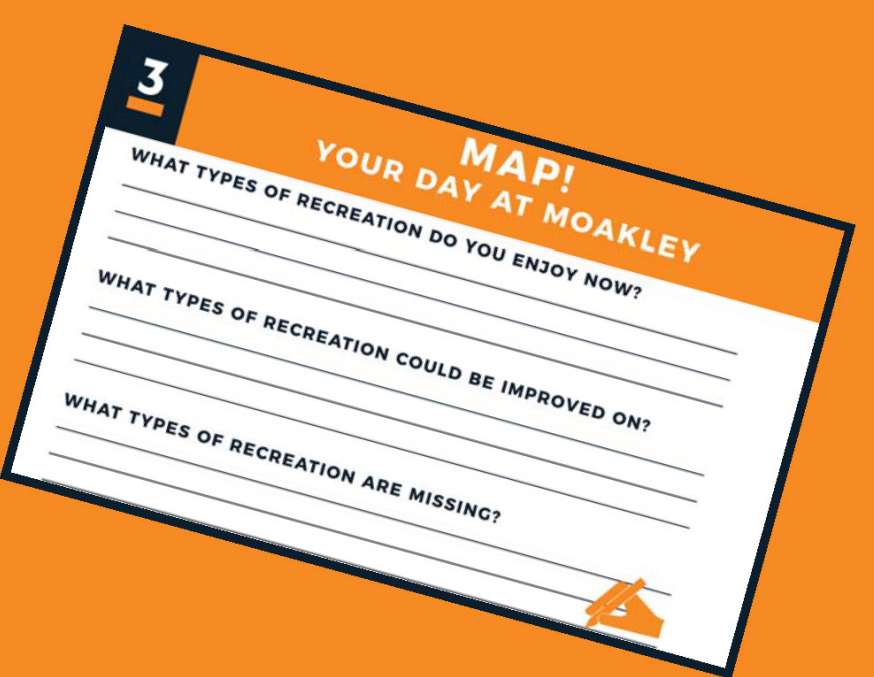 3
MAP!
YOUR DAY AT MOAKLEY
WHAT TYPES OF RECREATION DO YOU ENJOY NOW?
WHAT TYPES OF RECREATION COULD BE IMPROVED ON?
WHAT TYPES OF RECREATION ARE MISSING?